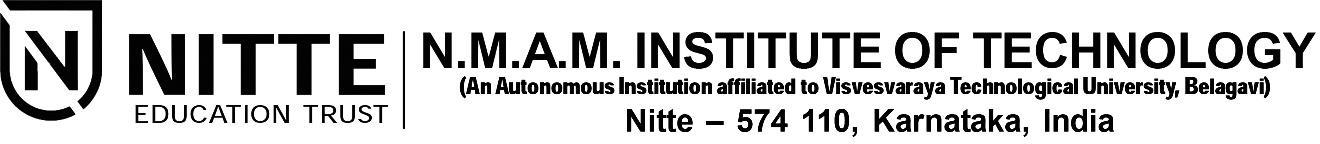 N
NITTE
EDUCATION TRUST
N.M.A.M. INSTITUTE OF TECHNOLOGY
(An Autonomous Institution affiliated to Visvesvaraya Technological University, Belagavi)
Nitte – 574 110, Karnataka, India